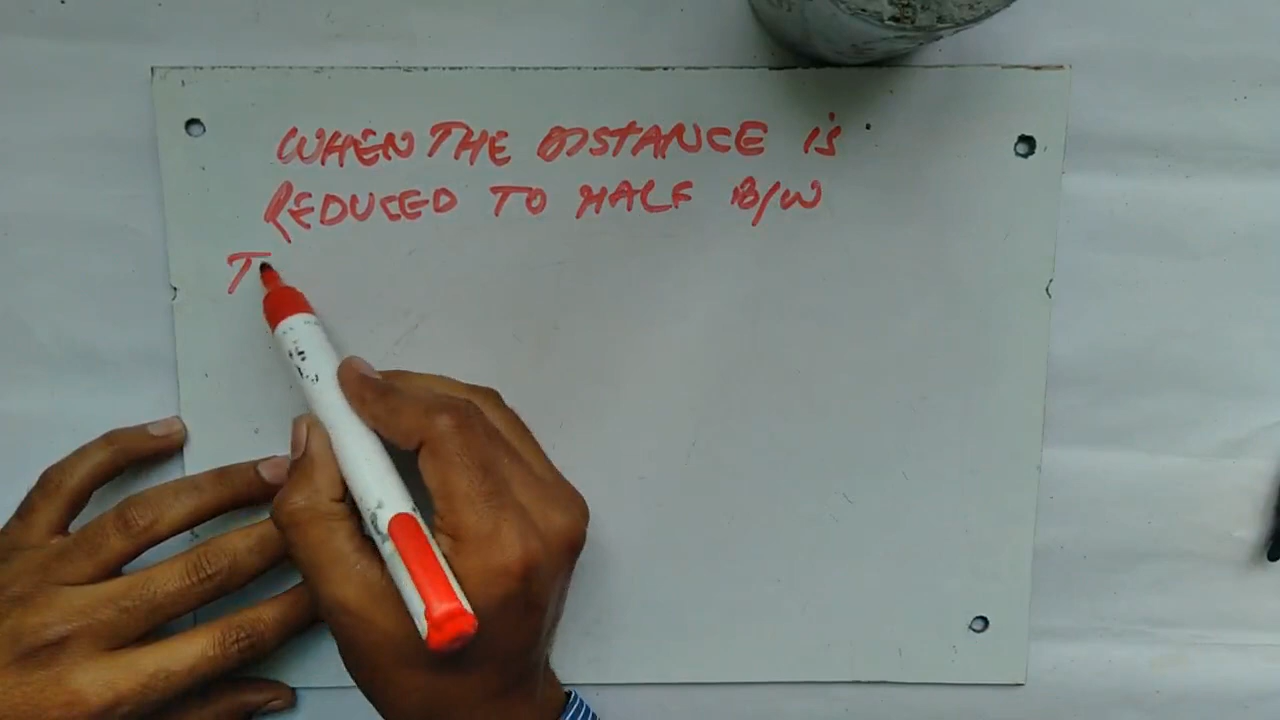 WHEN THE DISTANCE IS
REDUCED TO HALF B/W
T